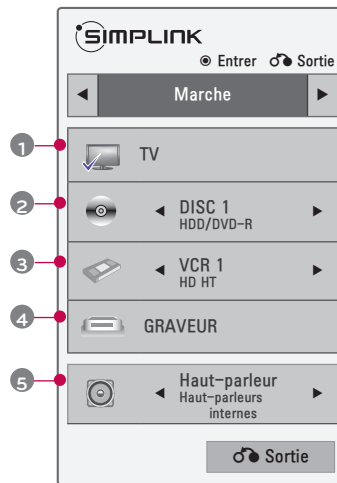 SIMPLINK
Entrer Sortie
◀ Marche ▶
1 TV
2 ◀ DISC 1 ▶
HDD/DVD-R
3 ◀ VCR 1 ▶
HD HT
4 GRAVEUR
5 ◀ Haut-parleur ▶
Haut-parleurs
internes
Sortie